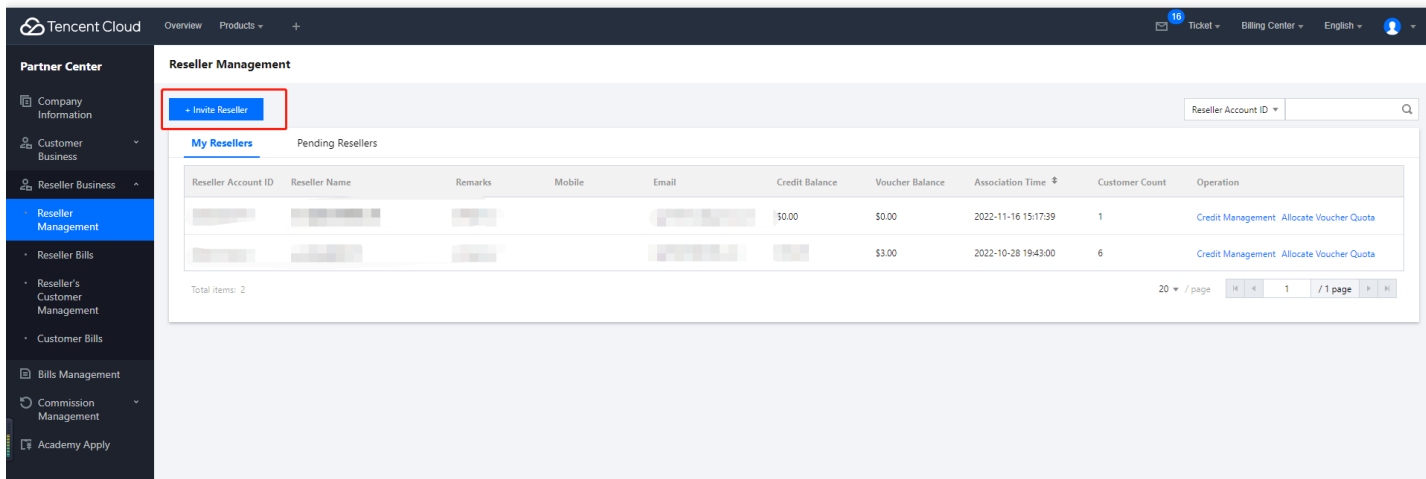 Tencent Cloud Overview Products + 16 Ticket Billing Center English
Partner Center
Company
Information
Customer
Business
Reseller Business
Reseller
Management
Reseller Bills
Reseller's
Customer
Management
Customer Bills
Bills Management
Commission
Management
Academy Apply
Reseller Management
+ Invite Reseller
Reseller Account ID
My Resellers Pending Resellers
Reseller Account ID Reseller Name Remarks Mobile Email Credit Balance Voucher Balance Association Time Customer Count Operation
$0.00 $0.00 2022-11-16 15:17:39 1 Credit Management Allocate Voucher Quota
$3.00 2022-10-28 19:43:00 6 Credit Management Allocate Voucher Quota
Total items: 2 20 / page 1 / 1 page